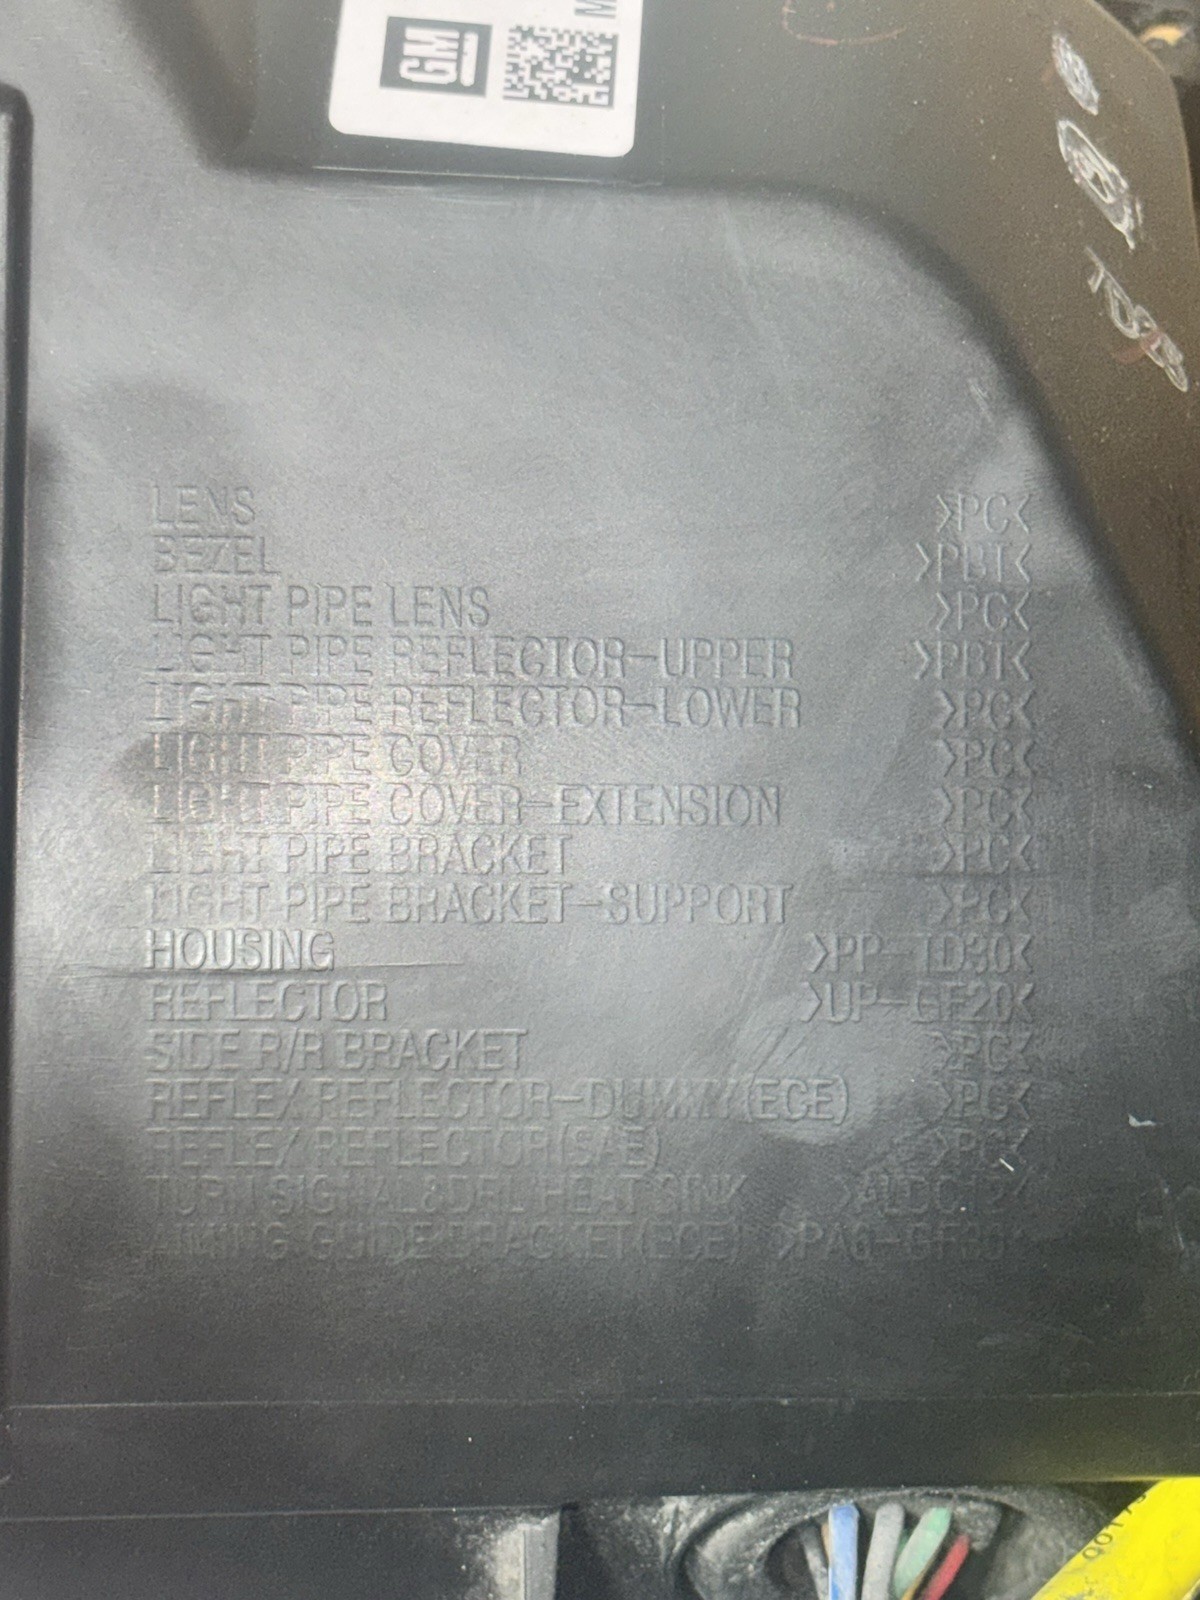 GM
M
LENS >PC<
BEZEL >PBT<
LIGHT PIPE LENS >PC<
LIGHT PIPE REFLECTOR-UPPER >PBT<
LIGHT PIPE REFLECTOR-LOWER >PC<
LIGHT PIPE COVER >PC<
LIGHT PIPE COVER-EXTENSION >PC<
LIGHT PIPE BRACKET >PC<
LIGHT PIPE BRACKET-SUPPORT >PC<
HOUSING >PP-TD30<
REFLECTOR >UP-GF20<
SIDE R/R BRACKET >PC<
REFLEX REFLECTOR-DUMMY(ECE) >PC<
REFLEX REFLECTOR(SAE) >PC<
TURN SIGNAL&DRL HEAT SINK >ALDC12<
AIMING GUIDE BRACKET(ECE) >PA6-GF30<